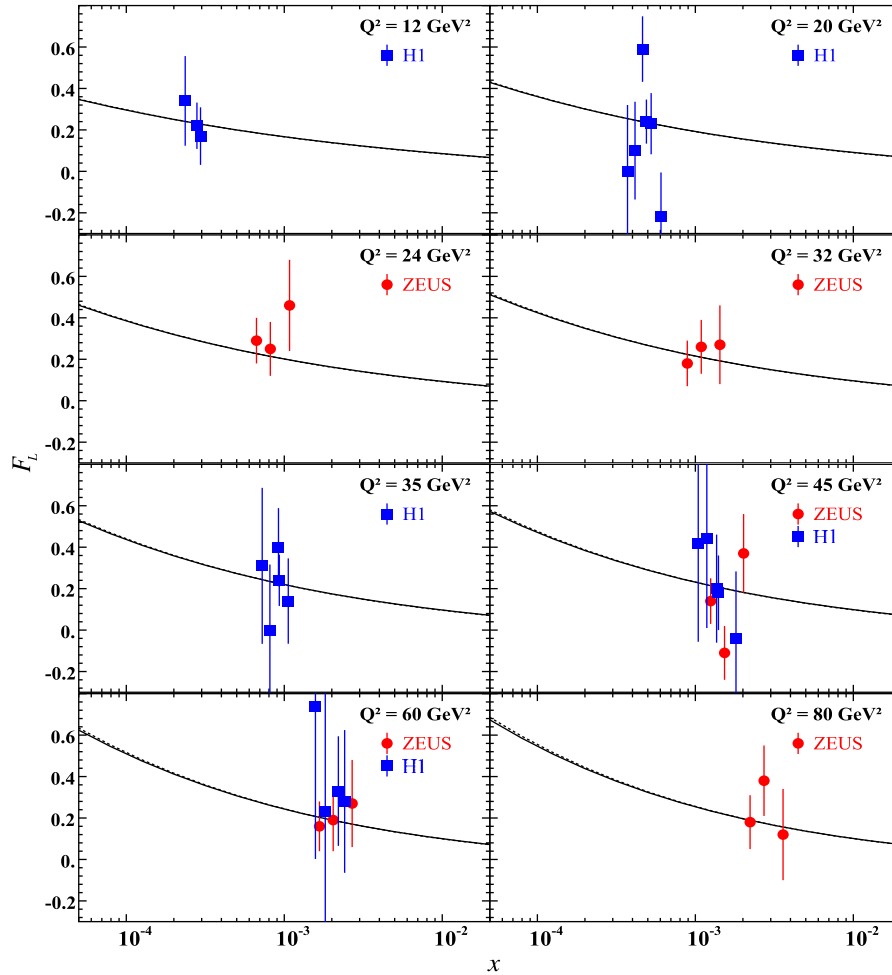 Q² = 12 GeV²
H1
Q² = 20 GeV²
H1
0.6
0.4
0.2
0.
-0.2
Q² = 24 GeV²
ZEUS
Q² = 32 GeV²
ZEUS
0.6
0.4
0.2
0.
-0.2
F_L
Q² = 35 GeV²
H1
Q² = 45 GeV²
ZEUS
H1
0.6
0.4
0.2
0.
-0.2
Q² = 60 GeV²
ZEUS
H1
Q² = 80 GeV²
ZEUS
0.6
0.4
0.2
0.
-0.2
10⁻⁴ 10⁻³ 10⁻² 10⁻⁴ 10⁻³ 10⁻²
x x